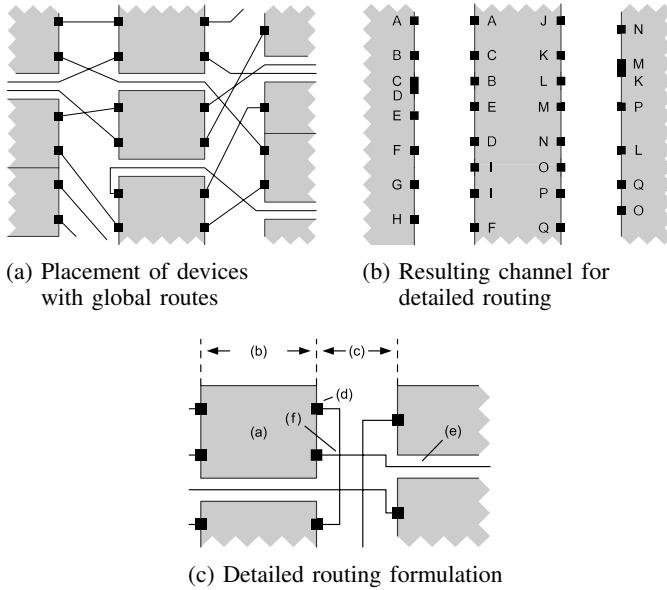 A
B
C
D
E
F
G
H
A
C
B
E
D
I
I
F
J
K
L
M
N
O
P
Q
N
M
K
P
L
Q
O
(a) Placement of devices
with global routes
(b) Resulting channel for
detailed routing
(b)
(c)
(d)
(a)
(f)
(e)
(c) Detailed routing formulation